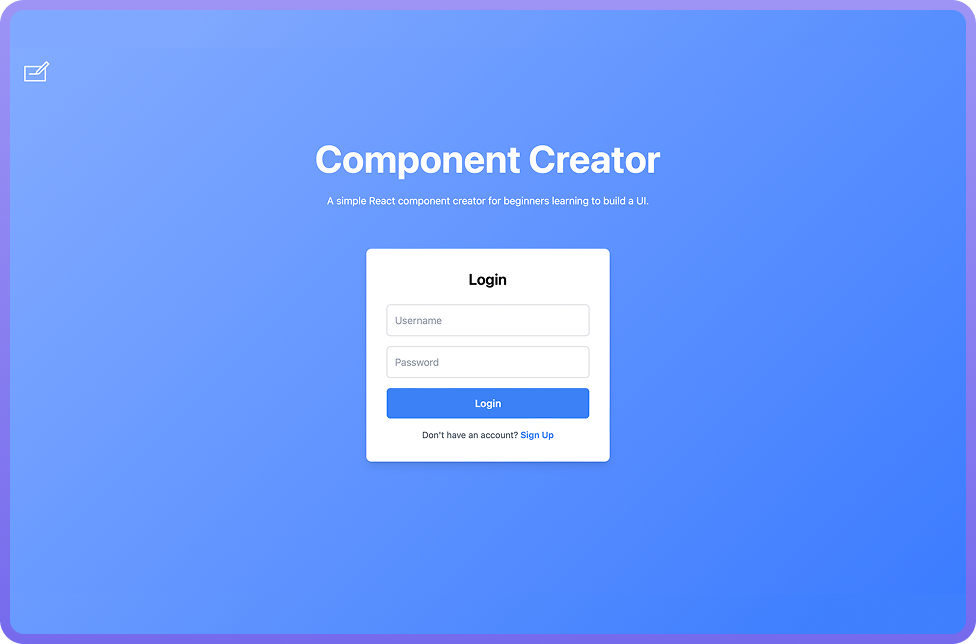 Component Creator
A simple React component creator for beginners learning to build a UI.
Login
Username
Password
Login
Don't have an account? Sign Up